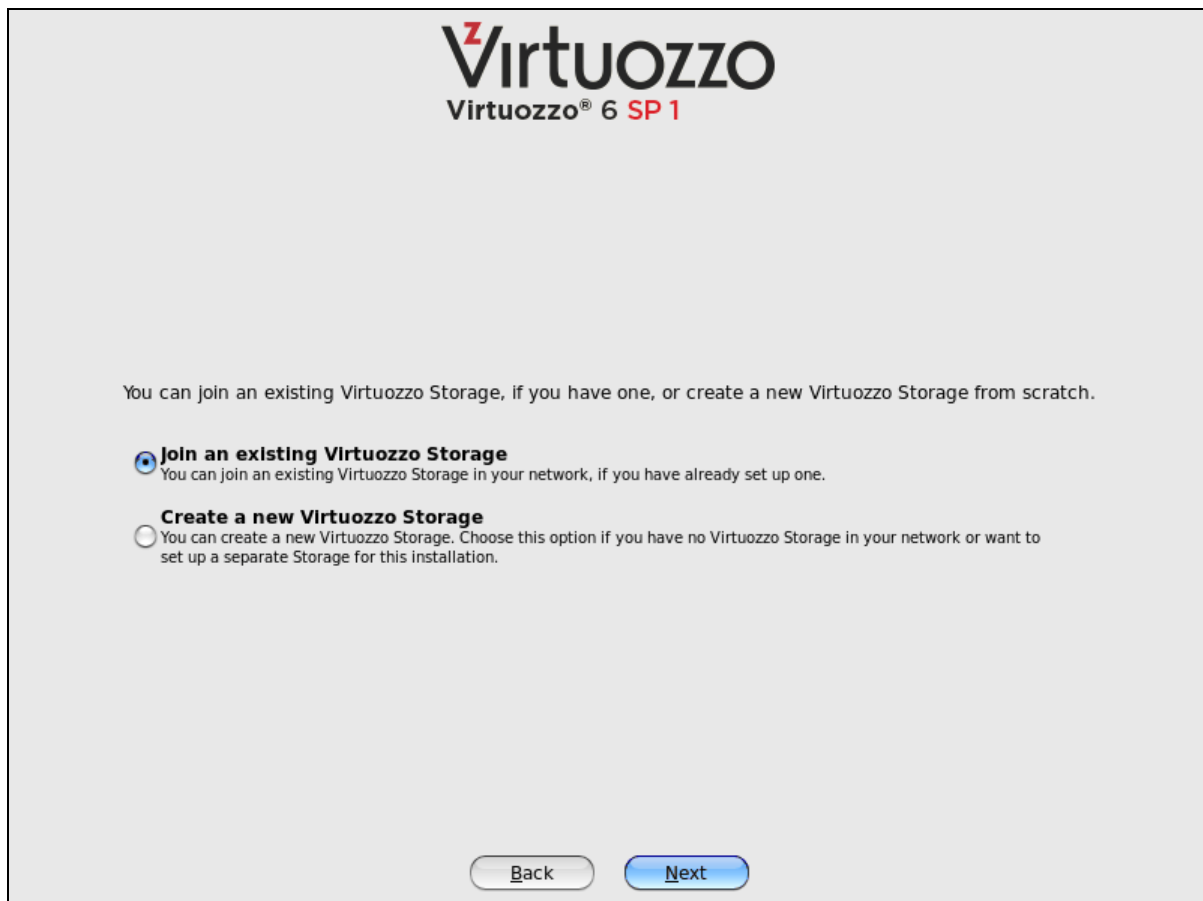 Virtuozzo
Virtuozzo® 6 SP 1
You can join an existing Virtuozzo Storage, if you have one, or create a new Virtuozzo Storage from scratch.
Join an existing Virtuozzo Storage
You can join an existing Virtuozzo Storage in your network, if you have already set up one.
Create a new Virtuozzo Storage
You can create a new Virtuozzo Storage. Choose this option if you have no Virtuozzo Storage in your network or want to
set up a separate Storage for this installation.
Back Next